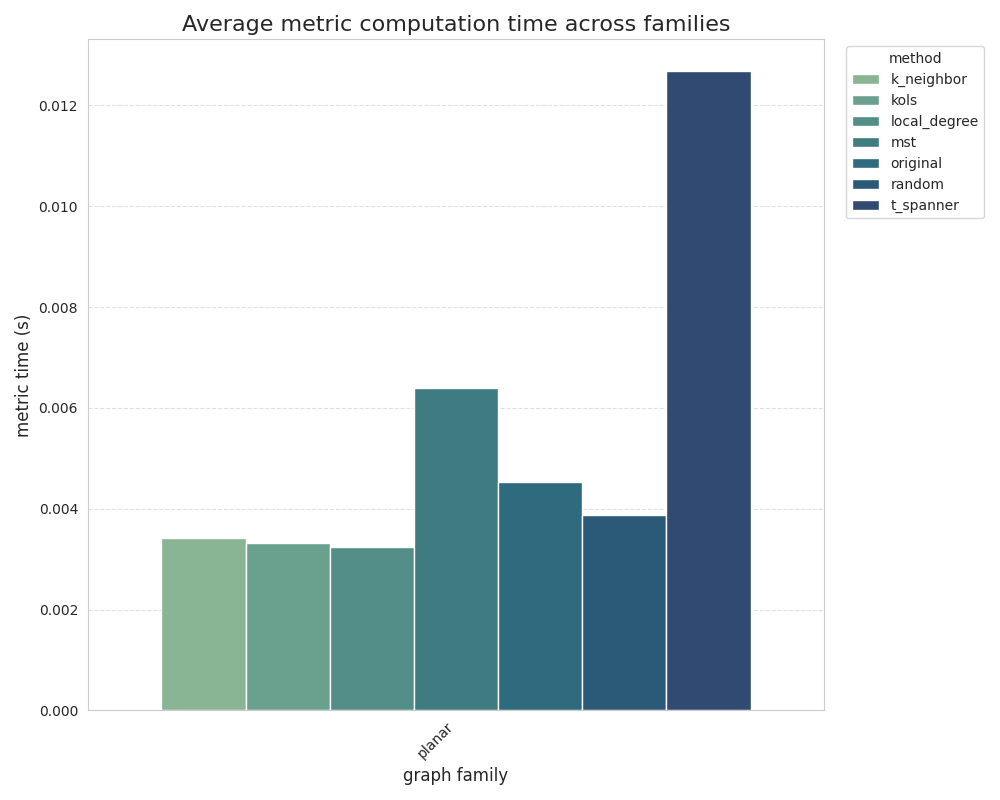 Average metric computation time across families
metric time (s)
0.012
0.010
0.008
0.006
0.004
0.002
0.000
planar
graph family
method
k_neighbor
kols
local_degree
mst
original
random
t_spanner